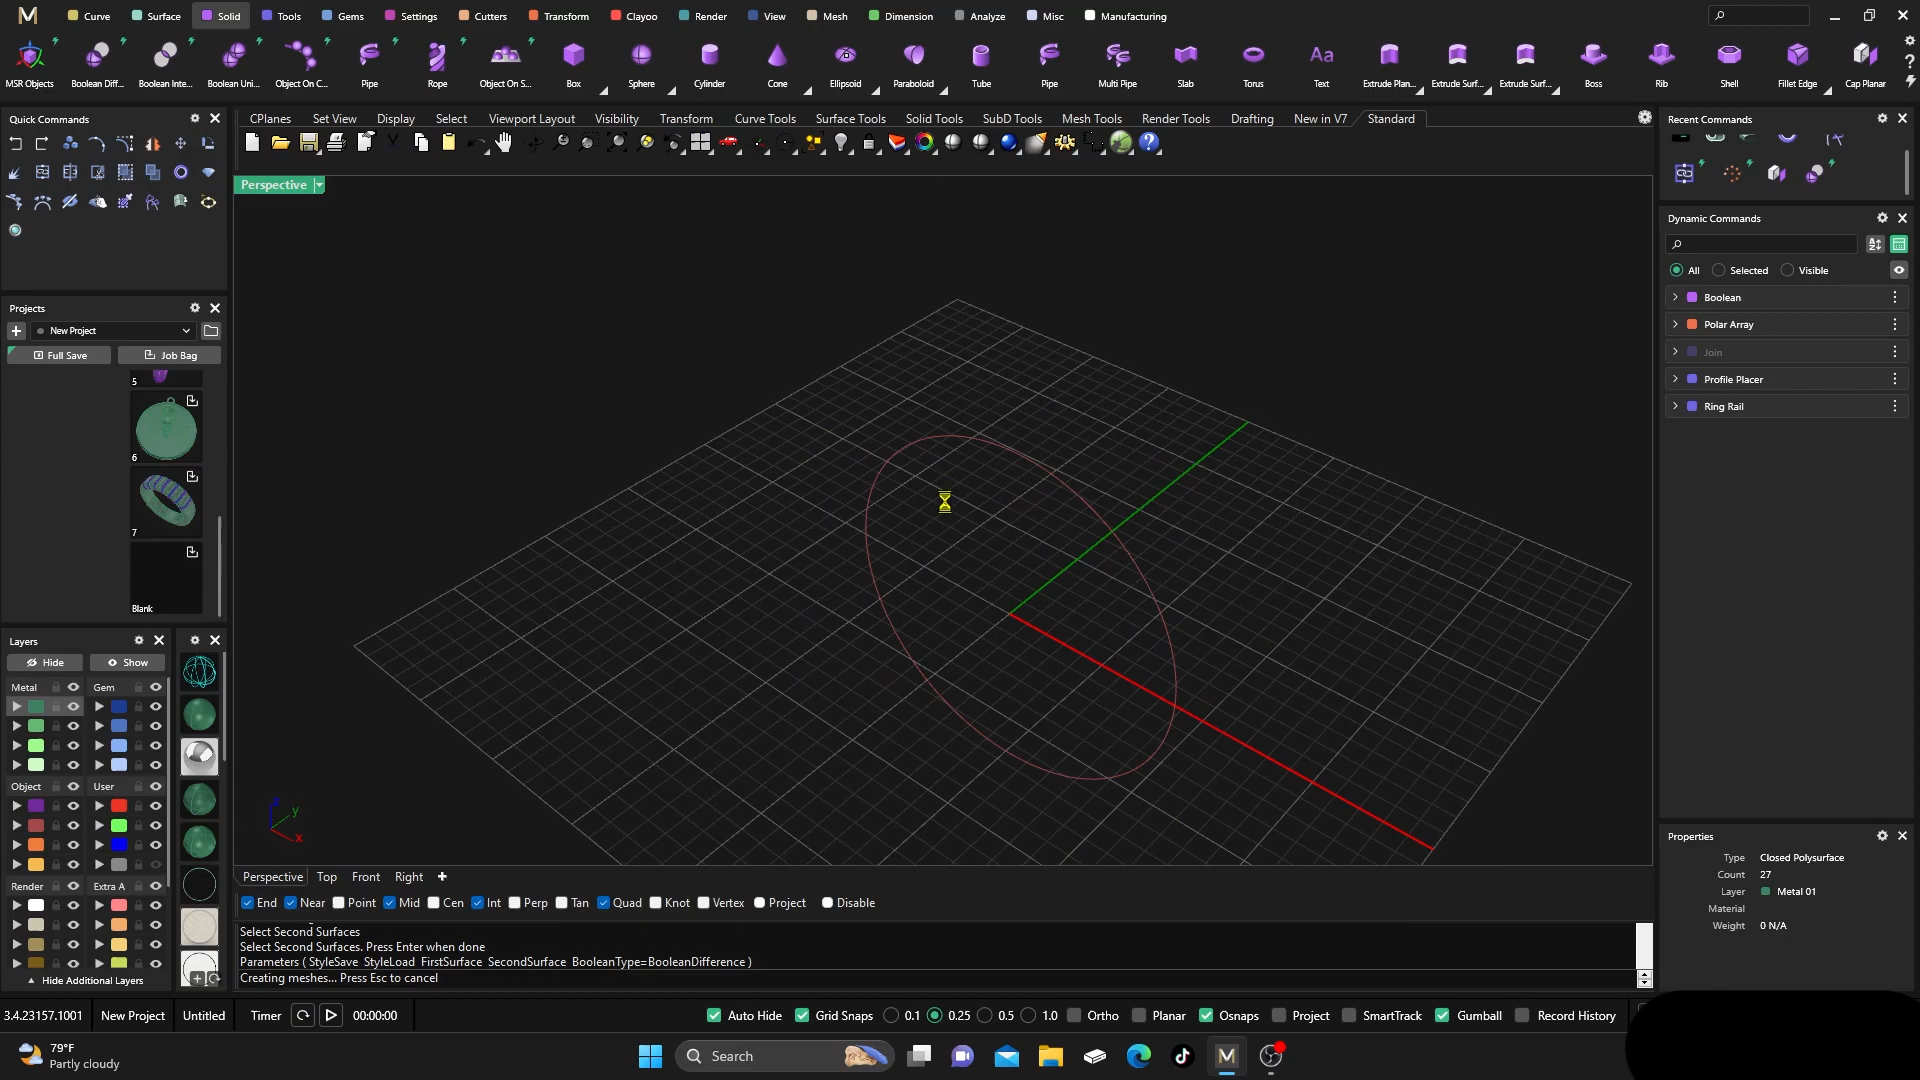 M Curve Surface Solid Tools Gems Settings Cutters Transform Clayoo Render View Mesh Dimension Analyze Misc Manufacturing
MSR Objects Boolean Diff... Boolean Inte... Boolean Uni... Object On C... Pipe Rope Object On S... Box Sphere Cylinder Cone Ellipsoid Paraboloid Tube Pipe Multi Pipe Slab Torus Text Extrude Plan... Extrude Surf... Extrude Surf... Boss Rib Shell Fillet Edge Cap Planar
Quick Commands
CPlanes Set View Display Select Viewport Layout Visibility Transform Curve Tools Surface Tools Solid Tools SubD Tools Mesh Tools Render Tools Drafting New in V7 Standard
Recent Commands
Perspective
Dynamic Commands
All Selected Visible
Boolean
Polar Array
Join
Profile Placer
Ring Rail
Projects
New Project
Full Save Job Bag
5
6
7
Blank
Layers
Hide Show
Metal Gem
Object User
Render Extra A
Hide Additional Layers
z
y
x
Properties
Type Closed Polysurface
Count 27
Layer Metal 01
Material
Weight 0 N/A
Perspective Top Front Right
End Near Point Mid Cen Int Perp Tan Quad Knot Vertex Project Disable
Select Second Surfaces
Select Second Surfaces. Press Enter when done
Parameters ( StyleSave StyleLoad FirstSurface SecondSurface BooleanType=BooleanDifference )
Creating meshes... Press Esc to cancel
3.4.23157.1001 New Project Untitled Timer 00:00:00 Auto Hide Grid Snaps 0.1 0.25 0.5 1.0 Ortho Planar Osnaps Project SmartTrack Gumball Record History
79°F
Partly cloudy
Search